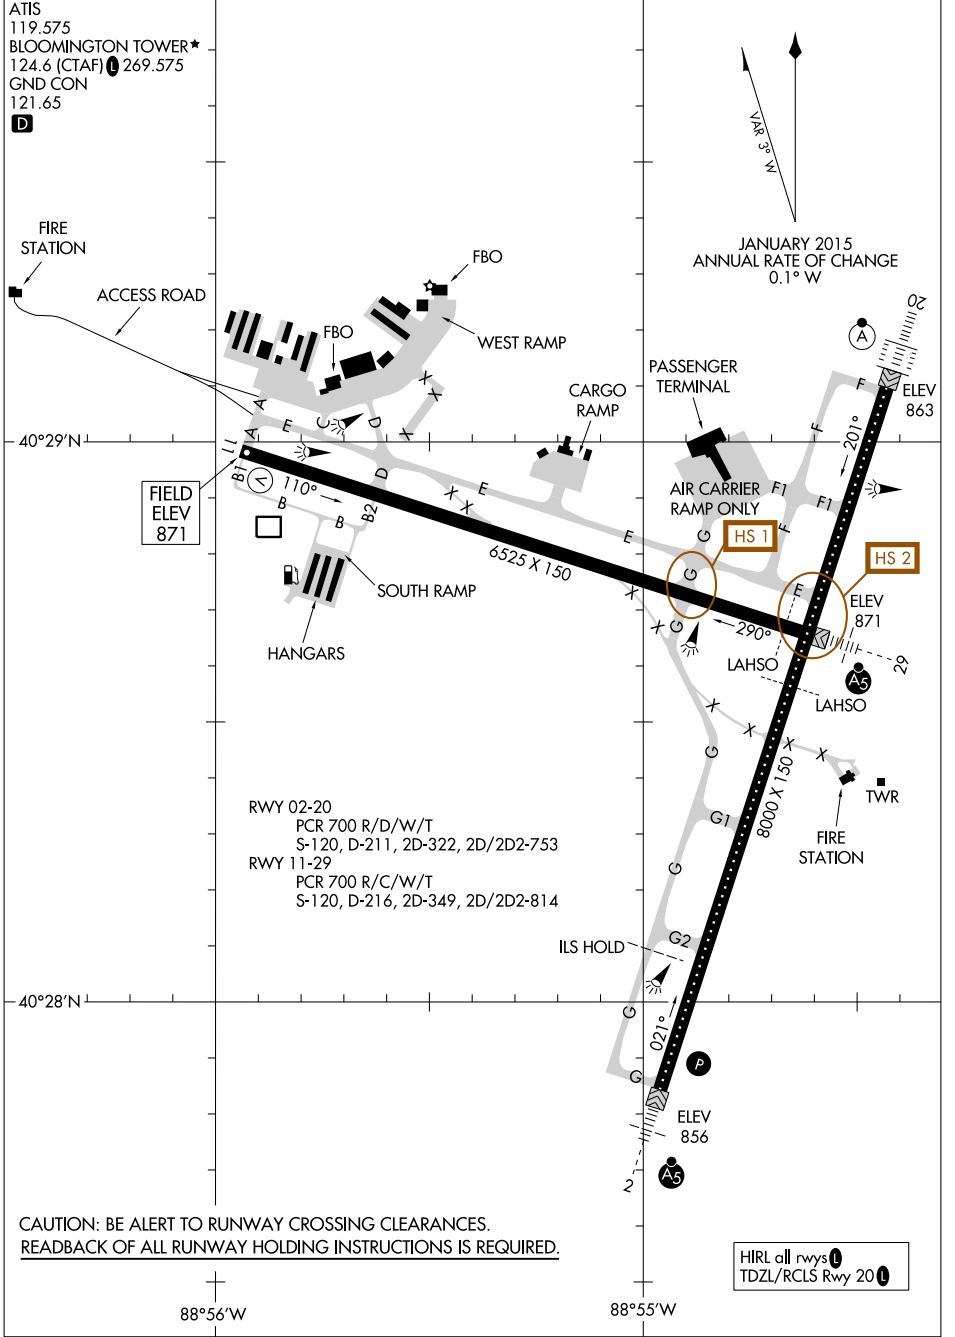 ATIS
119.575
BLOOMINGTON TOWER★
124.6 (CTAF) L 269.575
GND CON
121.65
D
VAR 3° W
JANUARY 2015
ANNUAL RATE OF CHANGE
0.1° W
FIRE
STATION
ACCESS ROAD
FBO
FBO
WEST RAMP
PASSENGER
TERMINAL
CARGO
RAMP
A
20
ELEV
863
F
F
201°
40°29'N
A
A
E
C
D
L L
B1
V
110°
D
B
B
B2
X
X
X
X
E
FIELD
ELEV
871
AIR CARRIER
RAMP ONLY
F1
F1
F
G
HS 1
HS 2
E
6525 X 150
G
E
ELEV
871
SOUTH RAMP
HANGARS
X
X
G
290°
LAHSO
LAHSO
29
A5
X
X
X
X
G
8000 X 150
TWR
FIRE
STATION
G1
RWY 02-20
PCR 700 R/D/W/T
S-120, D-211, 2D-322, 2D/2D2-753
RWY 11-29
PCR 700 R/C/W/T
S-120, D-216, 2D-349, 2D/2D2-814
G
G2
ILS HOLD
40°28'N
G
021°
P
G
ELEV
856
A5
2
CAUTION: BE ALERT TO RUNWAY CROSSING CLEARANCES.
READBACK OF ALL RUNWAY HOLDING INSTRUCTIONS IS REQUIRED.
HIRL all rwys L
TDZL/RCLS Rwy 20 L
88°56'W
88°55'W